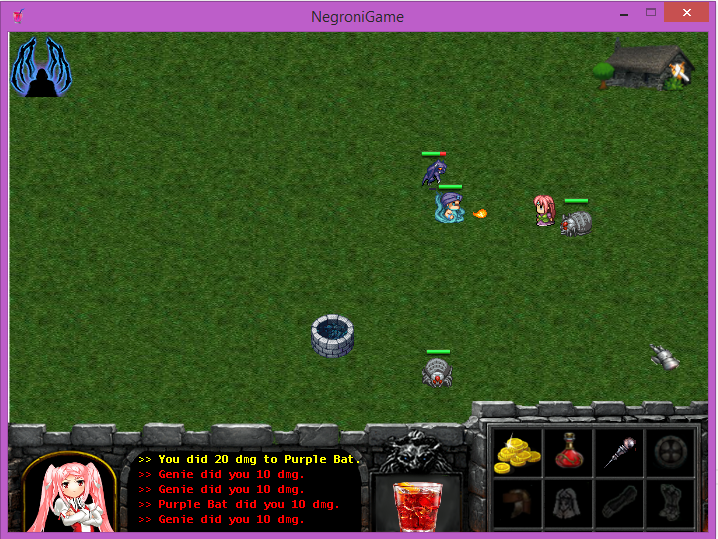 NegroniGame
>> You did 20 dmg to Purple Bat.
>> Genie did you 10 dmg.
>> Genie did you 10 dmg.
>> Purple Bat did you 10 dmg.
>> Genie did you 10 dmg.